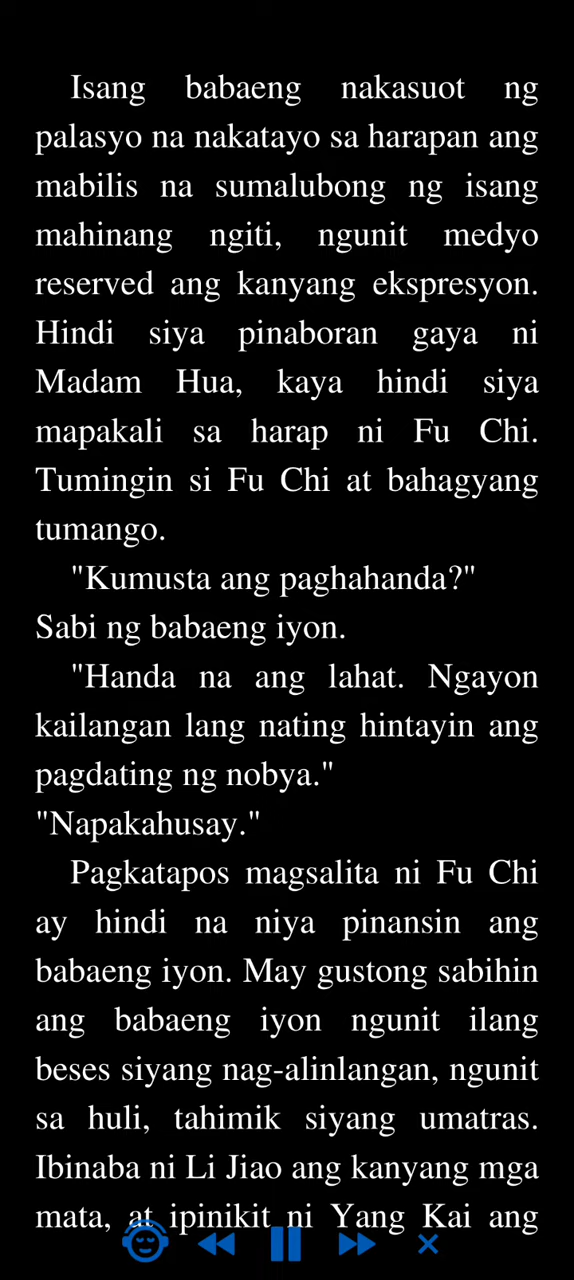 Isang babaeng nakasuot ng
palasyo na nakatayo sa harapan ang
mabilis na sumalubong ng isang
mahinang ngiti, ngunit medyo
reserved ang kanyang ekspresyon.
Hindi siya pinaboran gaya ni
Madam Hua, kaya hindi siya
mapakali sa harap ni Fu Chi.
Tumingin si Fu Chi at bahagyang
tumango.
"Kumusta ang paghahanda?"
Sabi ng babaeng iyon.
"Handa na ang lahat. Ngayon
kailangan lang nating hintayin ang
pagdating ng nobya."
"Napakahusay."
Pagkatapos magsalita ni Fu Chi
ay hindi na niya pinansin ang
babaeng iyon. May gustong sabihin
ang babaeng iyon ngunit ilang
beses siyang nag-alinlangan, ngunit
sa huli, tahimik siyang umatras.
Ibinaba ni Li Jiao ang kanyang mga
mata, at ipinikit ni Yang Kai ang